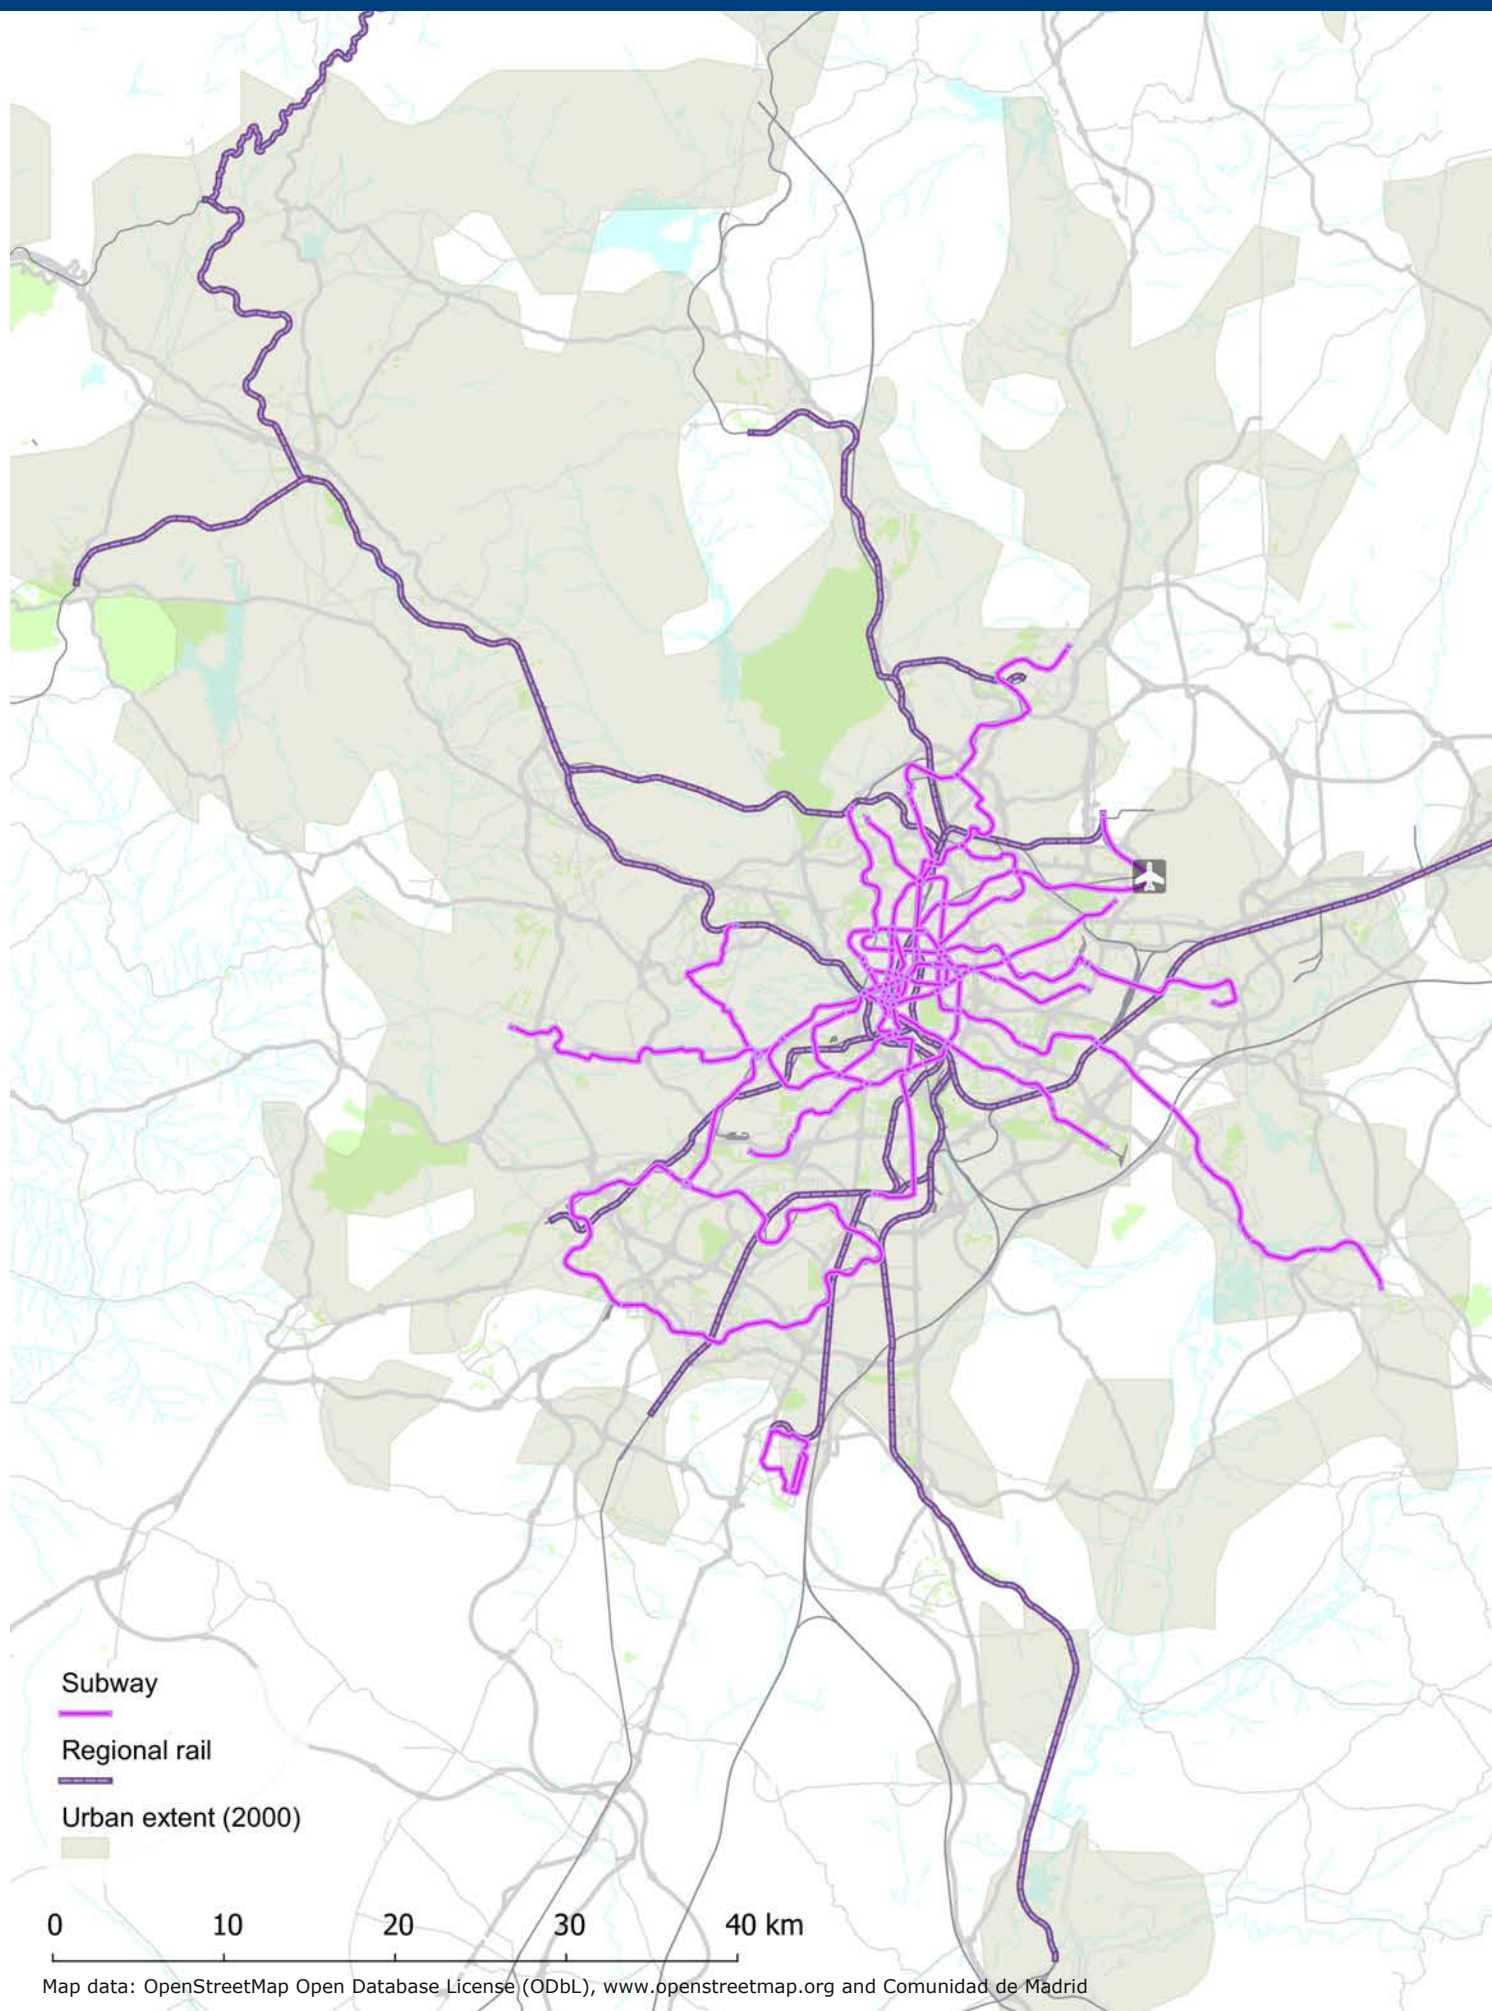 Subway
Regional rail
Urban extent (2000)
0 10 20 30 40 km
Map data: OpenStreetMap Open Database License (ODbL), www.openstreetmap.org and Comunidad de Madrid